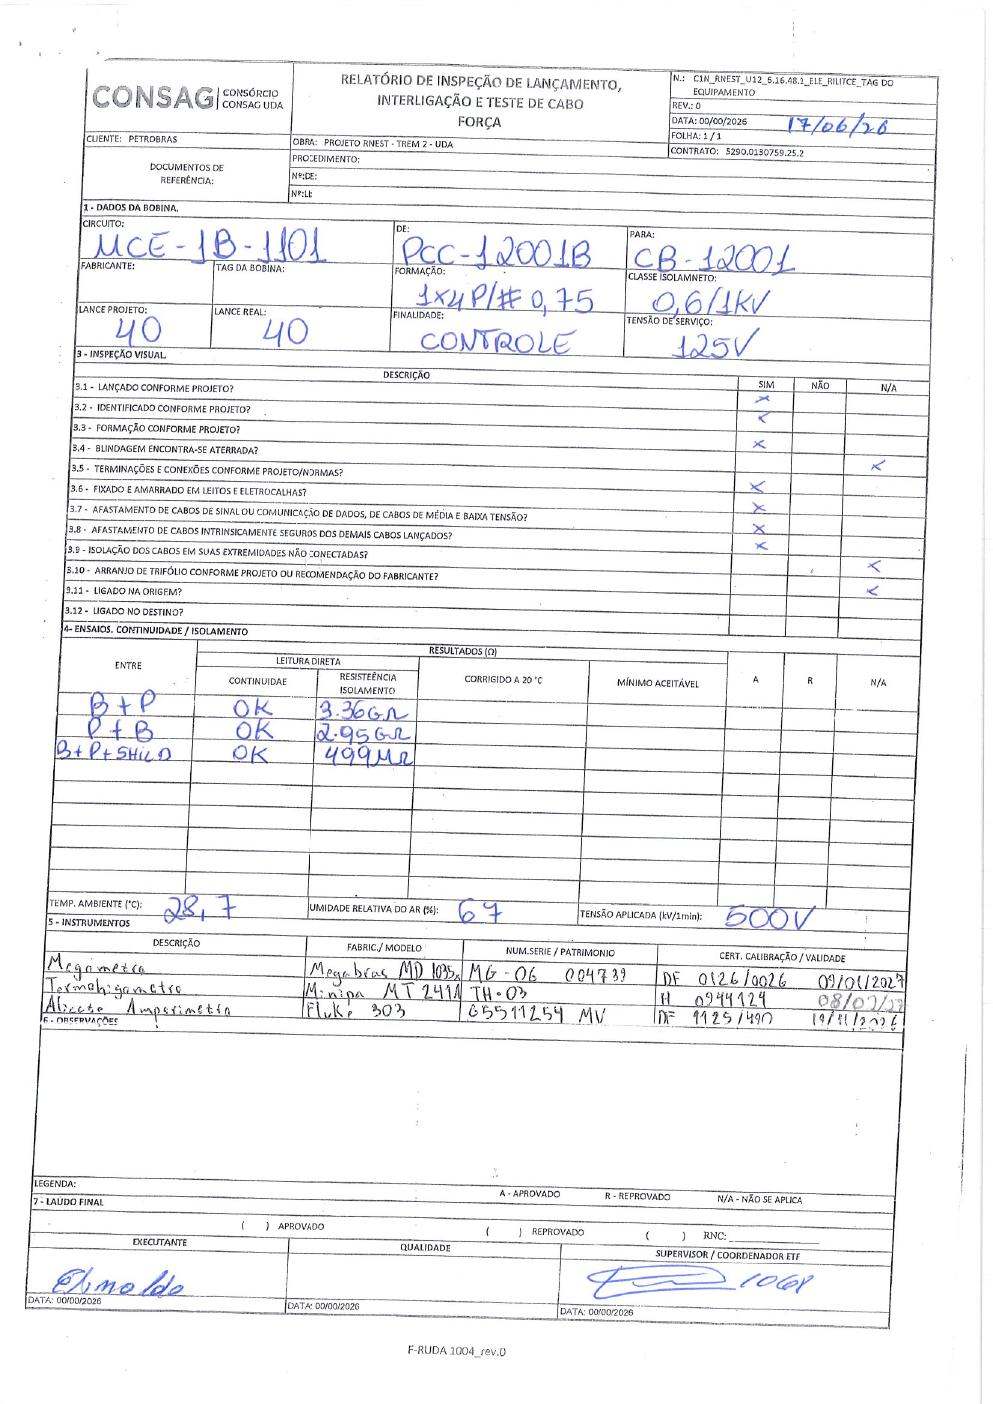 CONSAG CONSÓRCIO CONSAG UDA
RELATÓRIO DE INSPEÇÃO DE LANÇAMENTO,
INTERLIGAÇÃO E TESTE DE CABO
FORÇA
N.: C1N_RNEST_U12_6.16.48.1_ELE_RILITCE_TAG DO
EQUIPAMENTO
REV.: 0
DATA: 00/00/2026 17/06/26
FOLHA: 1 / 1
CONTRATO: 5290.0130759.25.2
CLIENTE: PETROBRAS
OBRA: PROJETO RNEST - TREM 2 - UDA
DOCUMENTOS DE
REFERÊNCIA:
PROCEDIMENTO:
Nº:DE:
Nº:LI:
1 - DADOS DA BOBINA.
CIRCUITO: MCE-1B-1101
DE: PCC-12001B
PARA: CB-12001
FABRICANTE:
TAG DA BOBINA:
FORMAÇÃO: 1x4P/# 0,75
CLASSE ISOLAMNETO: 0,6/1KV
LANCE PROJETO: 40
LANCE REAL: 40
FINALIDADE: CONTROLE
TENSÃO DE SERVIÇO: 125V
3 - INSPEÇÃO VISUAL.
DESCRIÇÃO SIM NÃO N/A
3.1 - LANÇADO CONFORME PROJETO? x
3.2 - IDENTIFICADO CONFORME PROJETO? x
3.3 - FORMAÇÃO CONFORME PROJETO? x
3.4 - BLINDAGEM ENCONTRA-SE ATERRADA? x
3.5 - TERMINAÇÕES E CONEXÕES CONFORME PROJETO/NORMAS? x
3.6 - FIXADO E AMARRADO EM LEITOS E ELETROCALHAS? x
3.7 - AFASTAMENTO DE CABOS DE SINAL OU COMUNICAÇÃO DE DADOS, DE CABOS DE MÉDIA E BAIXA TENSÃO? x
3.8 - AFASTAMENTO DE CABOS INTRINSICAMENTE SEGUROS DOS DEMAIS CABOS LANÇADOS? x
3.9 - ISOLAÇÃO DOS CABOS EM SUAS EXTREMIDADES NÃO CONECTADAS? x
3.10 - ARRANJO DE TRIFÓLIO CONFORME PROJETO OU RECOMENDAÇÃO DO FABRICANTE? x
3.11 - LIGADO NA ORIGEM?
3.12 - LIGADO NO DESTINO?
4- ENSAIOS. CONTINUIDADE / ISOLAMENTO
RESULTADOS (Ω)
ENTRE
LEITURA DIRETA
CONTINUIDAE
RESISTEÊNCIA
ISOLAMENTO
CORRIGIDO A 20 °C
MÍNIMO ACEITÁVEL
A R N/A
B+P OK 3.36GΩ
P+B OK 2.95GΩ
B+P+SHILD OK 499MΩ
TEMP. AMBIENTE (°C): 28,7
UMIDADE RELATIVA DO AR (%): 67
TENSÃO APLICADA (kV/1min): 500V
5 - INSTRUMENTOS
DESCRIÇÃO FABRIC./ MODELO NUM.SERIE / PATRIMONIO CERT. CALIBRAÇÃO / VALIDADE
Megometro Megabras MD 1035x MG-06 004739 DF 0126/0026 09/01/2027
Termohigometro Minipa MT 241A TH-03 H 0941124
Alicate Amperimetro Fluke 303 65511254 MV DF 1125/490
6 - OBSERVAÇÕES
LEGENDA:
A - APROVADO R - REPROVADO N/A - NÃO SE APLICA
7 - LAUDO FINAL
( ) APROVADO ( ) REPROVADO ( ) RNC:
EXECUTANTE
QUALIDADE
SUPERVISOR / COORDENADOR ETF
1068
DATA: 00/00/2026
DATA: 00/00/2026
DATA: 00/00/2026
F-RUDA 1004_rev.0